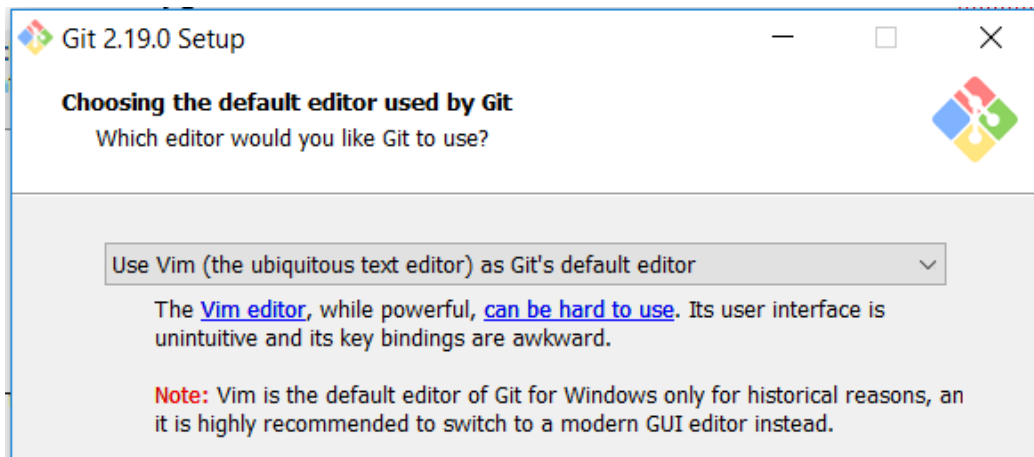 Git 2.19.0 Setup
Choosing the default editor used by Git
Which editor would you like Git to use?
Use Vim (the ubiquitous text editor) as Git's default editor
The Vim editor, while powerful, can be hard to use. Its user interface is
unintuitive and its key bindings are awkward.
Note: Vim is the default editor of Git for Windows only for historical reasons, an
it is highly recommended to switch to a modern GUI editor instead.